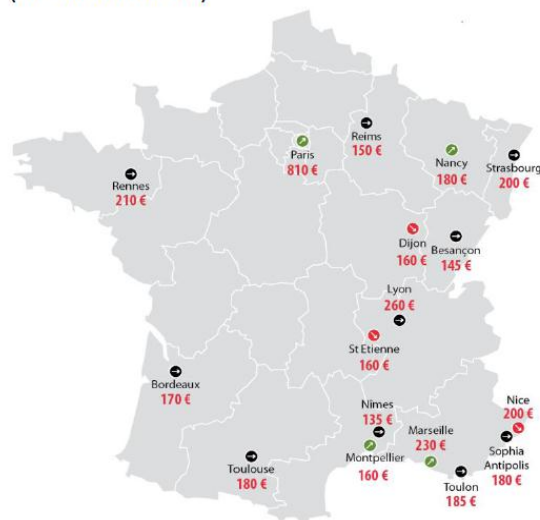 Reims
150 €
Paris
810 €
Nancy
180 €
Strasbourg
200 €
Rennes
210 €
Dijon
160 €
Besançon
145 €
Lyon
260 €
St Etienne
160 €
Bordeaux
170 €
Nîmes
135 €
Montpellier
160 €
Marseille
230 €
Nice
200 €
Sophia
Antipolis
180 €
Toulouse
180 €
Toulon
185 €